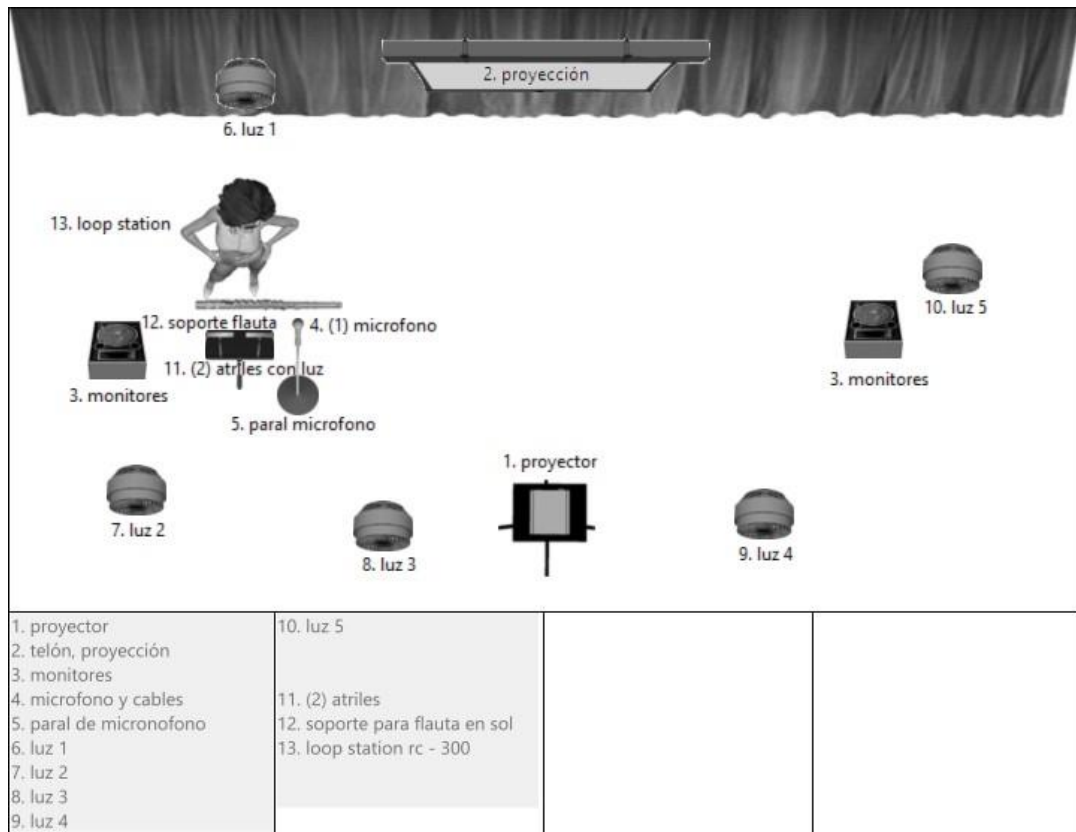 2. proyección
6. luz 1
13. loop station
10. luz 5
12. soporte flauta
4. (1) microfono
11. (2) atriles con luz
3. monitores
3. monitores
5. paral microfono
1. proyector
7. luz 2
8. luz 3
9. luz 4
1. proyector
2. telón, proyección
3. monitores
4. microfono y cables
5. paral de micronofono
6. luz 1
7. luz 2
8. luz 3
9. luz 4
10. luz 5
11. (2) atriles
12. soporte para flauta en sol
13. loop station rc - 300